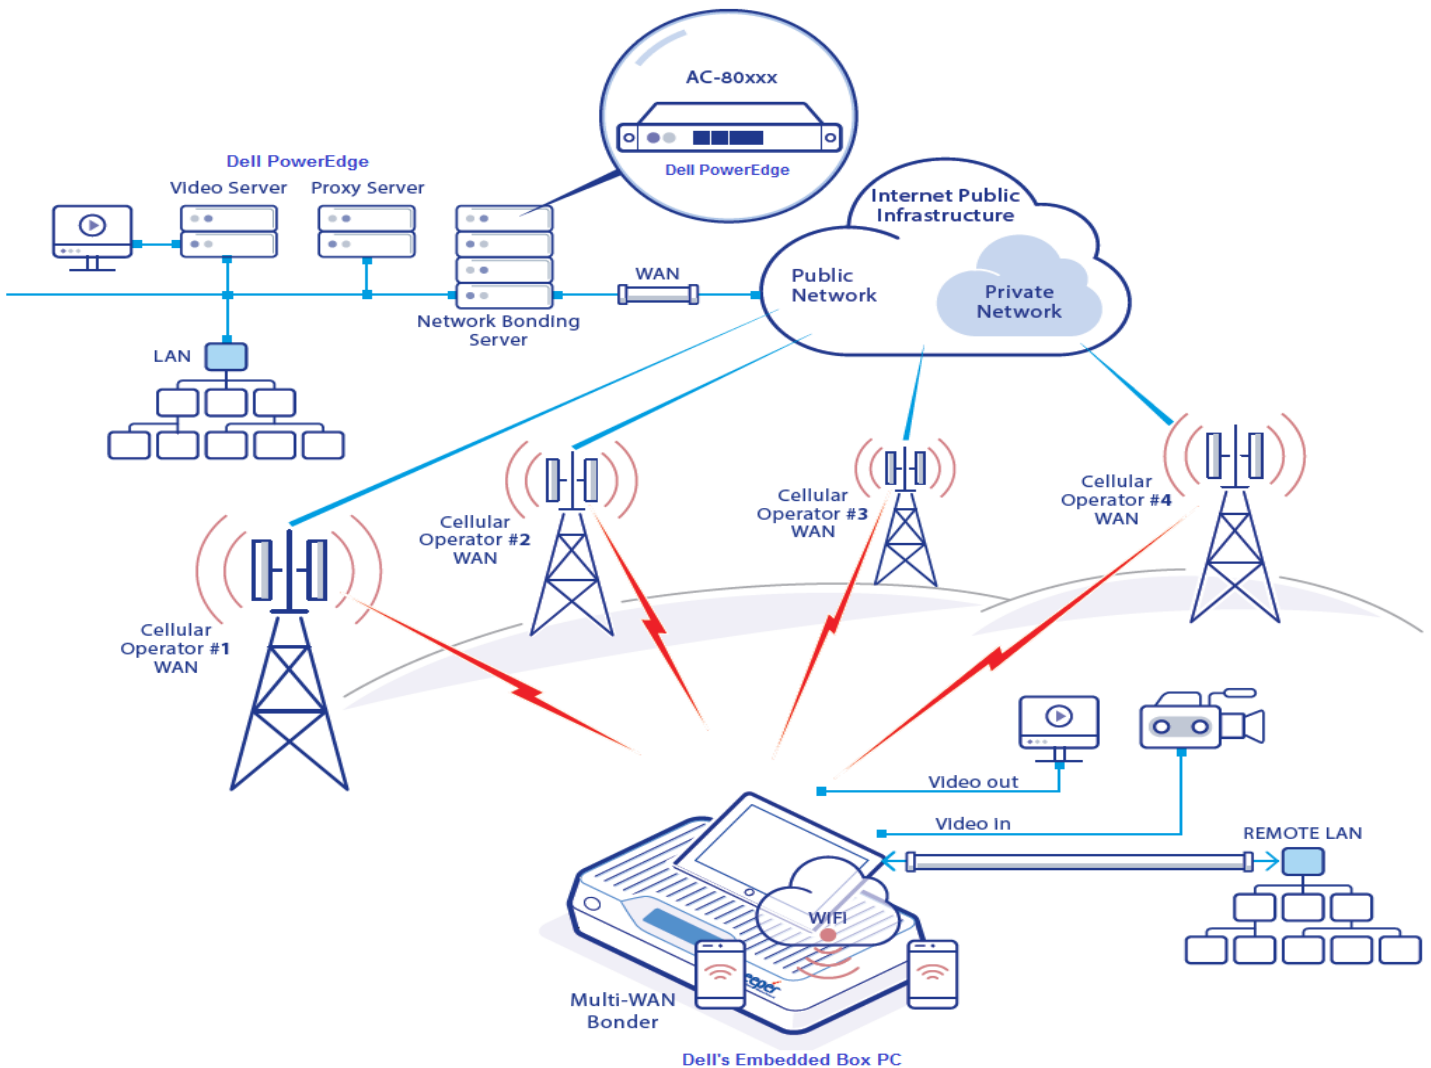 AC-80xxx
Dell PowerEdge
Dell PowerEdge
Video Server
Proxy Server
Internet Public
Infrastructure
WAN
Public
Network
Private
Network
Network Bonding
Server
LAN
Cellular
Operator #1
WAN
Cellular
Operator #2
WAN
Cellular
Operator #3
WAN
Cellular
Operator #4
WAN
Video out
Video In
REMOTE LAN
WIFI
Multi-WAN
Bonder
Dell's Embedded Box PC